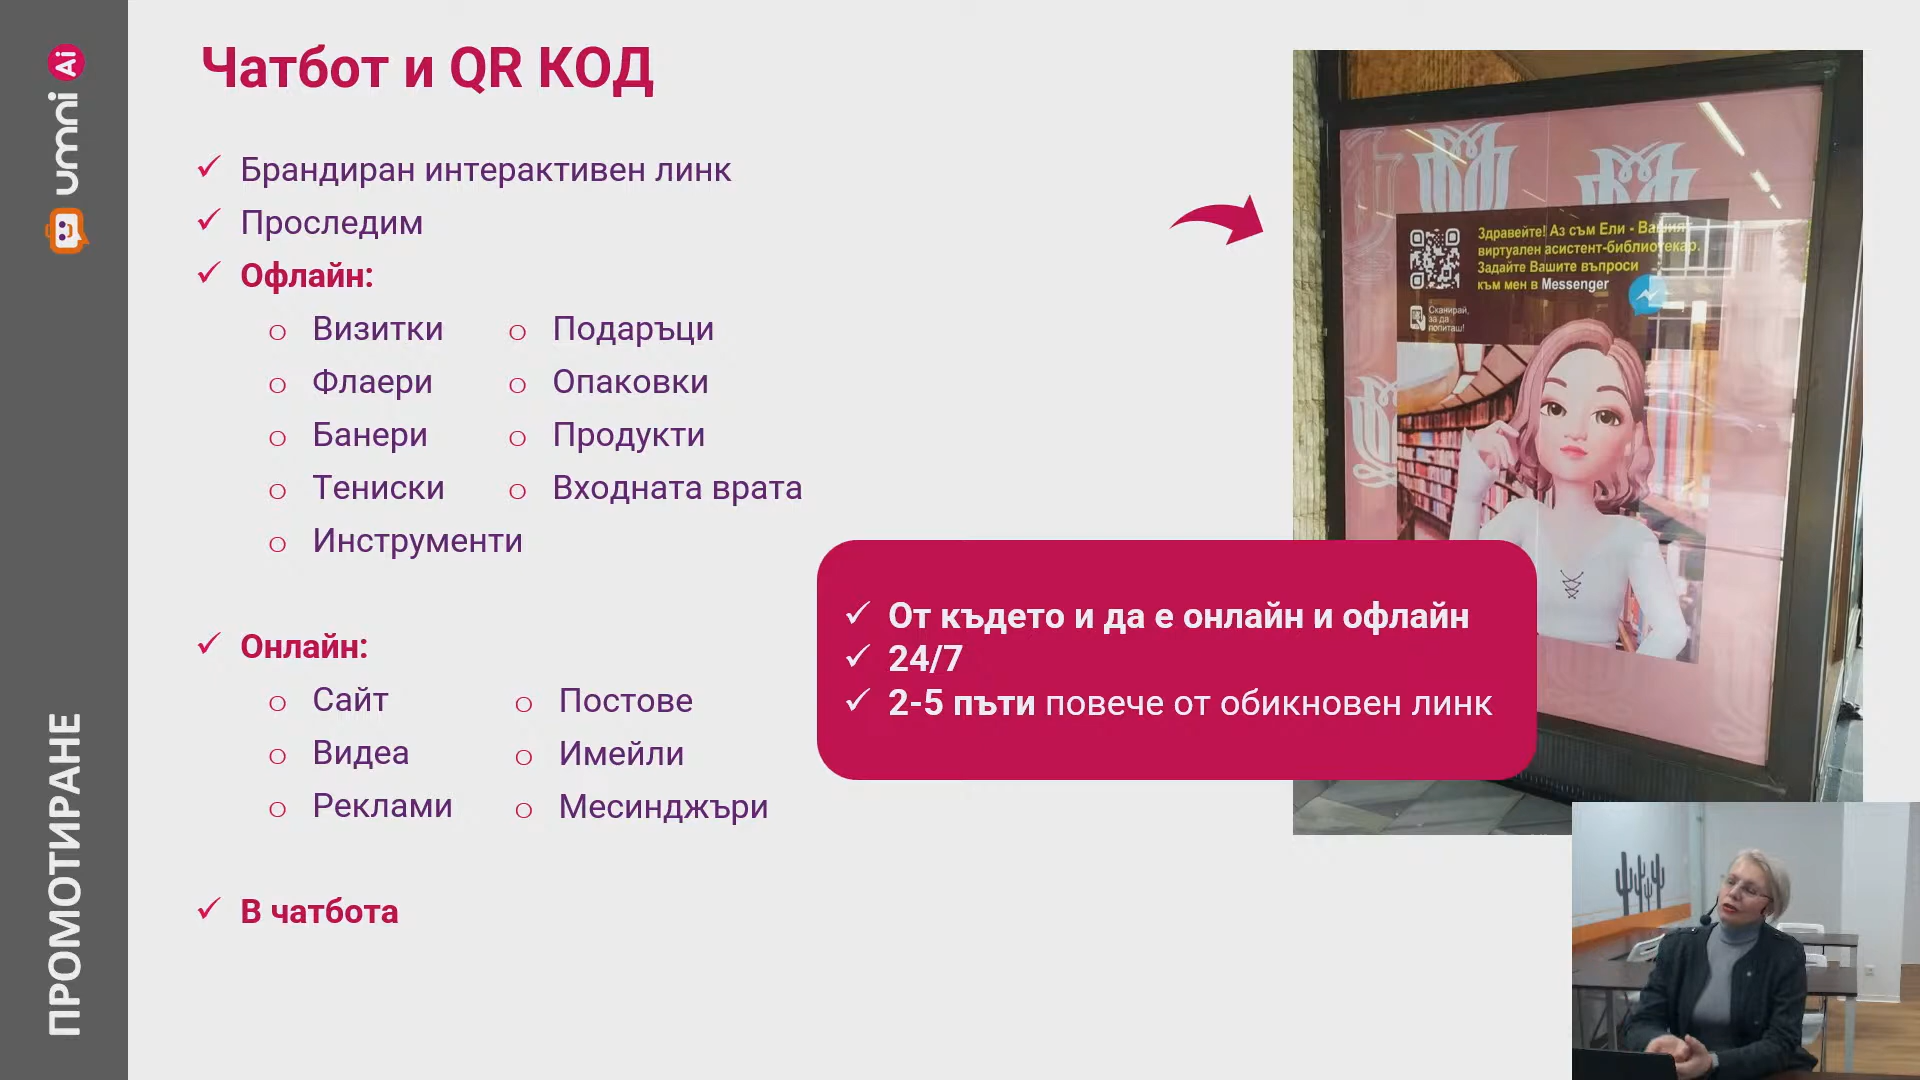 umni Ai
ПРОМОТИРАНЕ
Чатбот и QR КОД
Брандиран интерактивен линк
Проследим
Офлайн:
Визитки
Флаери
Банери
Тениски
Инструменти
Подаръци
Опаковки
Продукти
Входната врата
Онлайн:
Сайт
Видеа
Реклами
Постове
Имейли
Месинджъри
В чатбота
Здравейте! Аз съм Ели - Вашия
виртуален асистент-библиотекар.
Задайте Вашите въпроси
към мен в Messenger
Сканирай,
за да
попиташ!
От където и да е онлайн и офлайн
24/7
2-5 пъти повече от обикновен линк